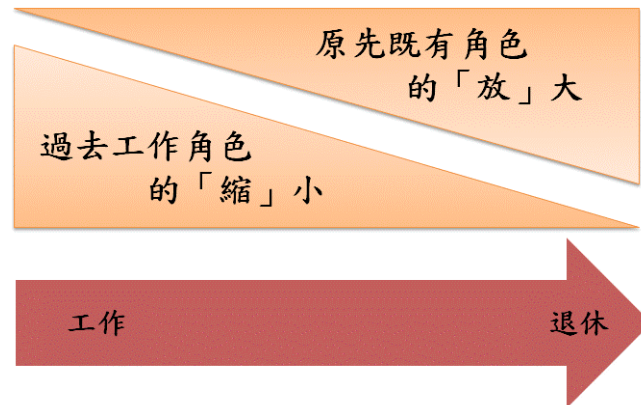 原先既有角色
的「放」大
過去工作角色
的「縮」小
工作
退休